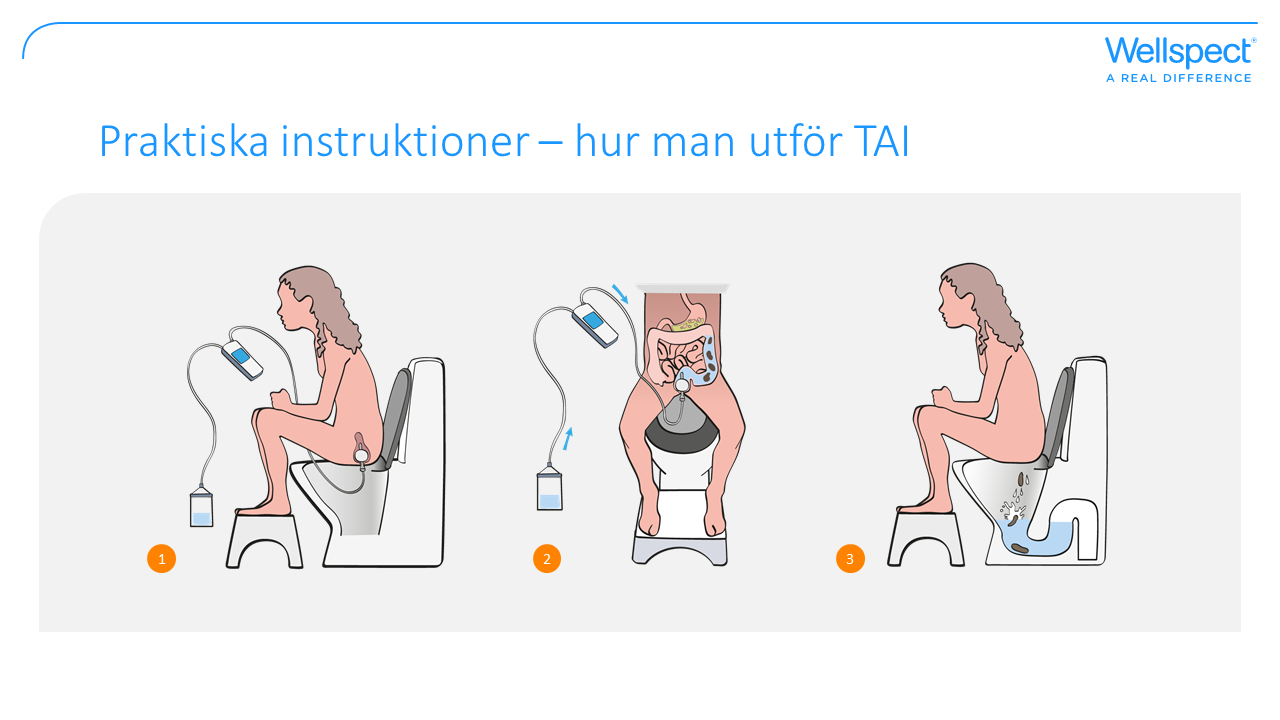 Wellspect®
A REAL DIFFERENCE
Praktiska instruktioner – hur man utför TAI
1
2
3